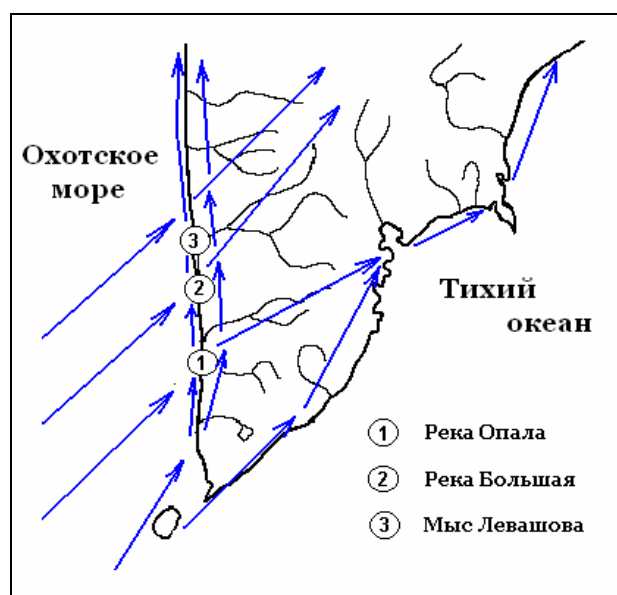 Охотское
море
3
2
Тихий
океан
1
1 Река Опала
2 Река Большая
3 Мыс Левашова